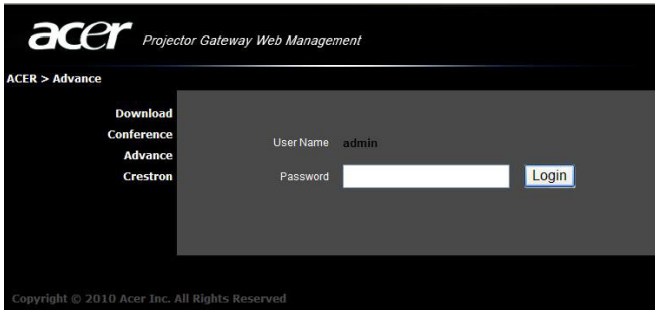 acer Projector Gateway Web Management
ACER > Advance
Download
Conference
Advance
Crestron
User Name admin
Password Login
Copyright © 2010 Acer Inc. All Rights Reserved